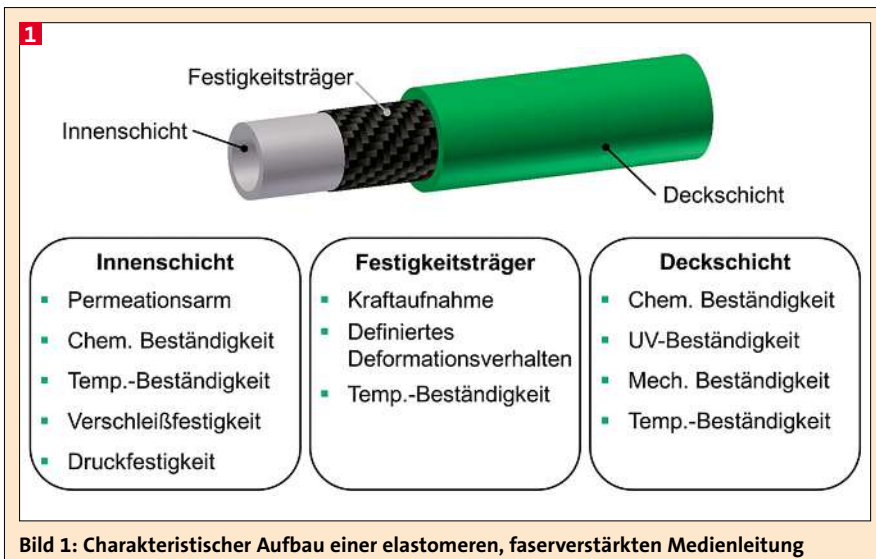 1
Festigkeitsträger
Innenschicht
Deckschicht
Innenschicht
Permeationsarm
Chem. Beständigkeit
Temp.-Beständigkeit
Verschleißfestigkeit
Druckfestigkeit
Festigkeitsträger
Kraftaufnahme
Definiertes
Deformationsverhalten
Temp.-Beständigkeit
Deckschicht
Chem. Beständigkeit
UV-Beständigkeit
Mech. Beständigkeit
Temp.-Beständigkeit
Bild 1: Charakteristischer Aufbau einer elastomeren, faserverstärkten Medienleitung